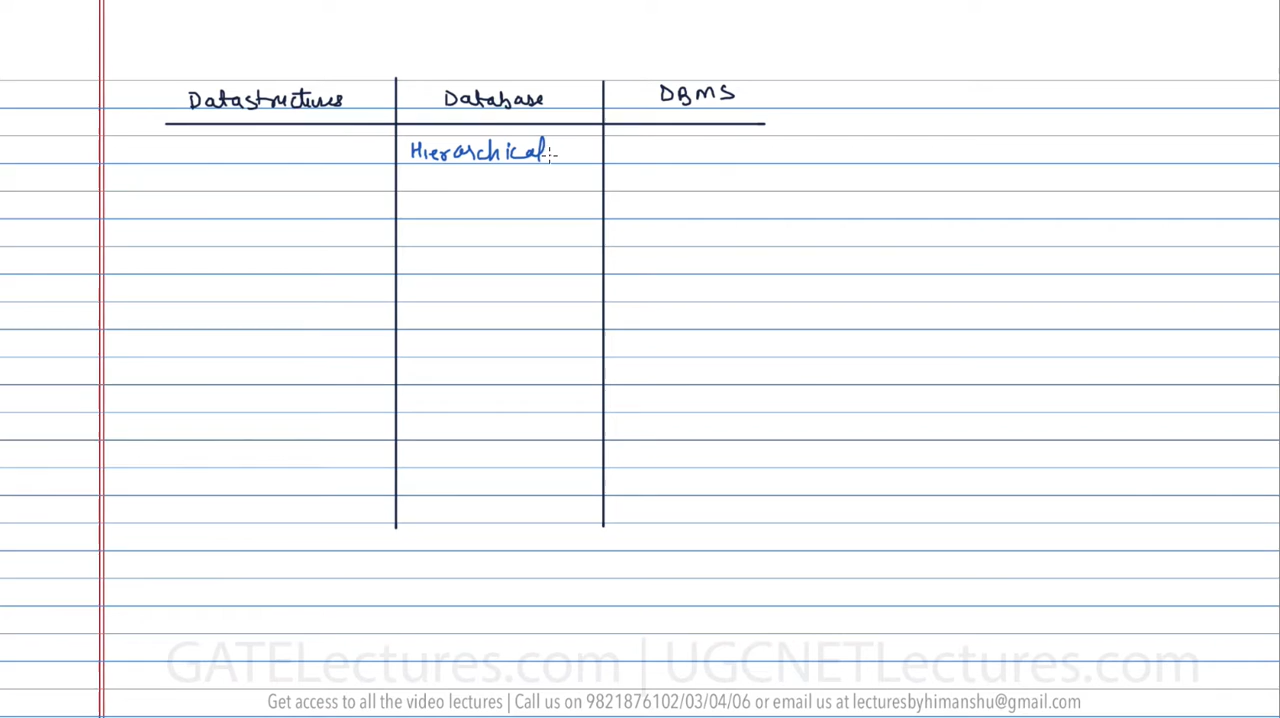 Datastructures Database DBMS
Hierarchical
GATELectures.com | UGCNETLectures.com
Get access to all the video lectures | Call us on 9821876102/03/04/06 or email us at lecturesbyhimanshu@gmail.com